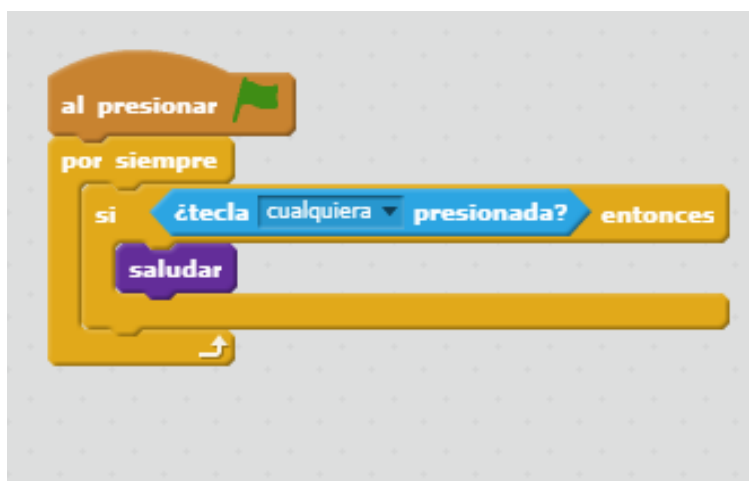 al presionar
por siempre
si ¿tecla cualquiera presionada? entonces
saludar